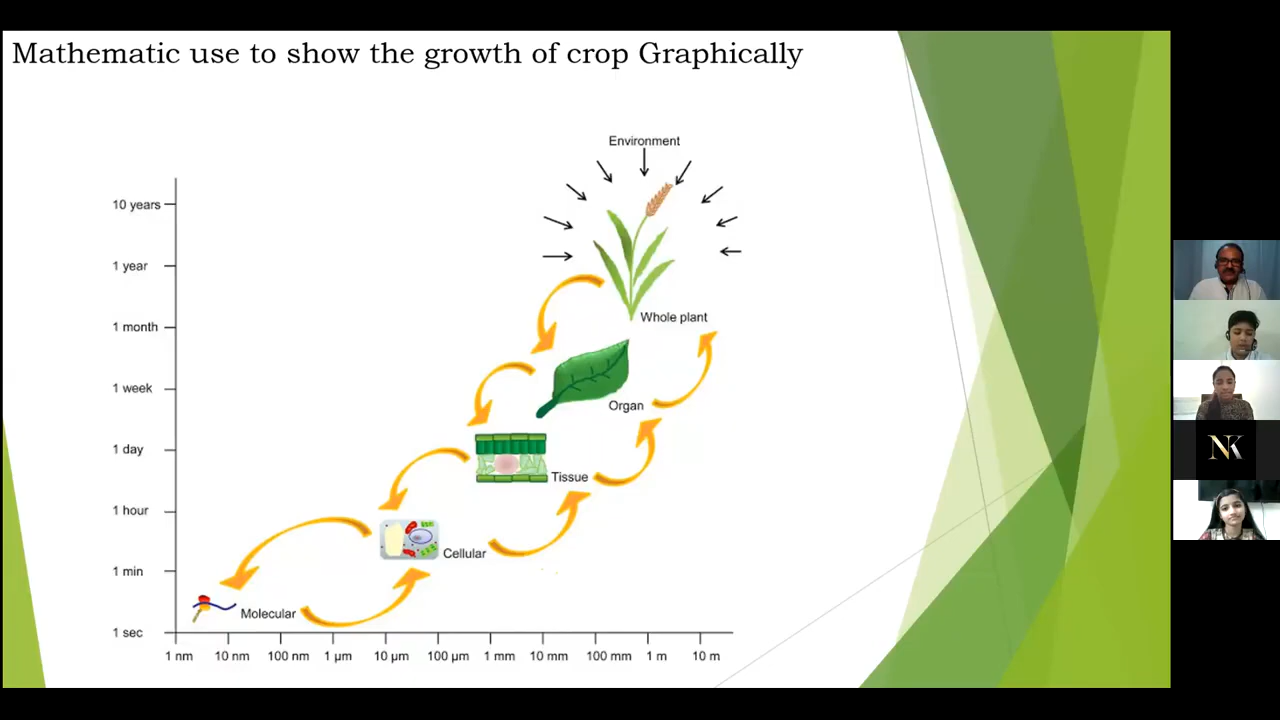 Mathematic use to show the growth of crop Graphically
Environment
10 years
1 year
1 month
Whole plant
1 week
Organ
1 day
Tissue
1 hour
Cellular
1 min
Molecular
1 sec
1 nm 10 nm 100 nm 1 µm 10 µm 100 µm 1 mm 10 mm 100 mm 1 m 10 m
NK